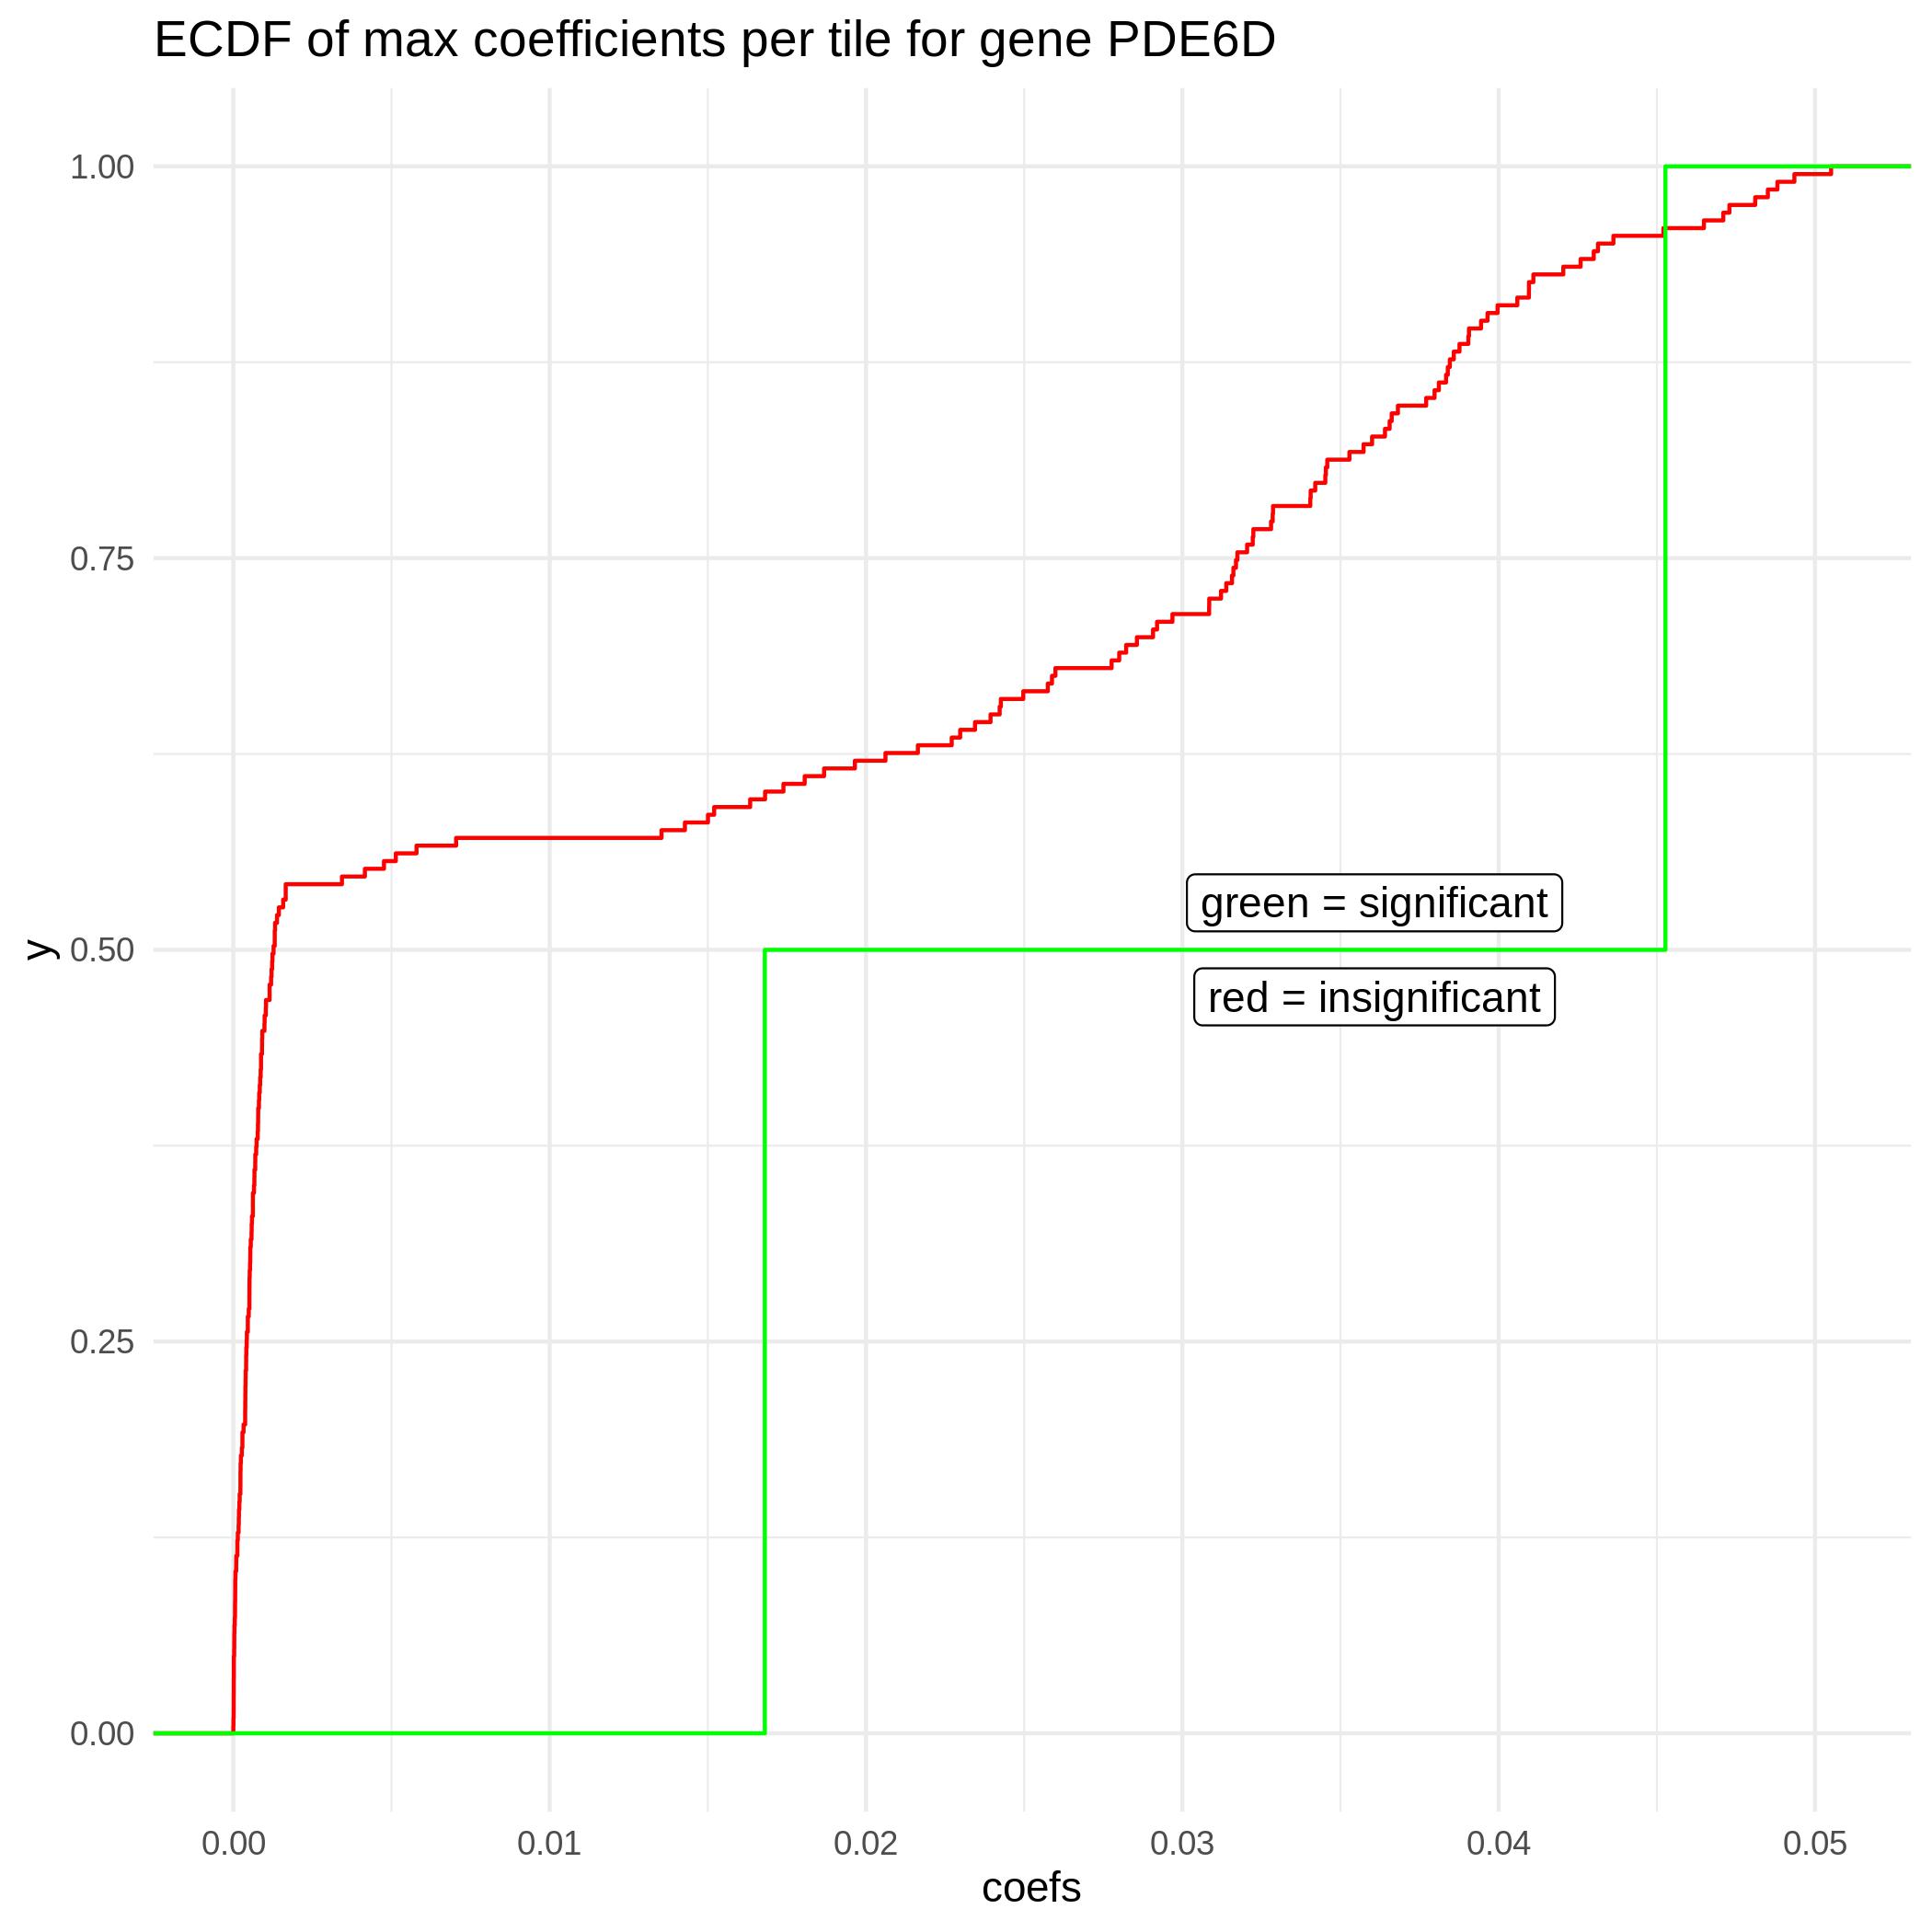 ECDF of max coefficients per tile for gene PDE6D
1.00
0.75
0.50
0.25
0.00
y
green = significant
red = insignificant
0.00 0.01 0.02 0.03 0.04 0.05
coefs